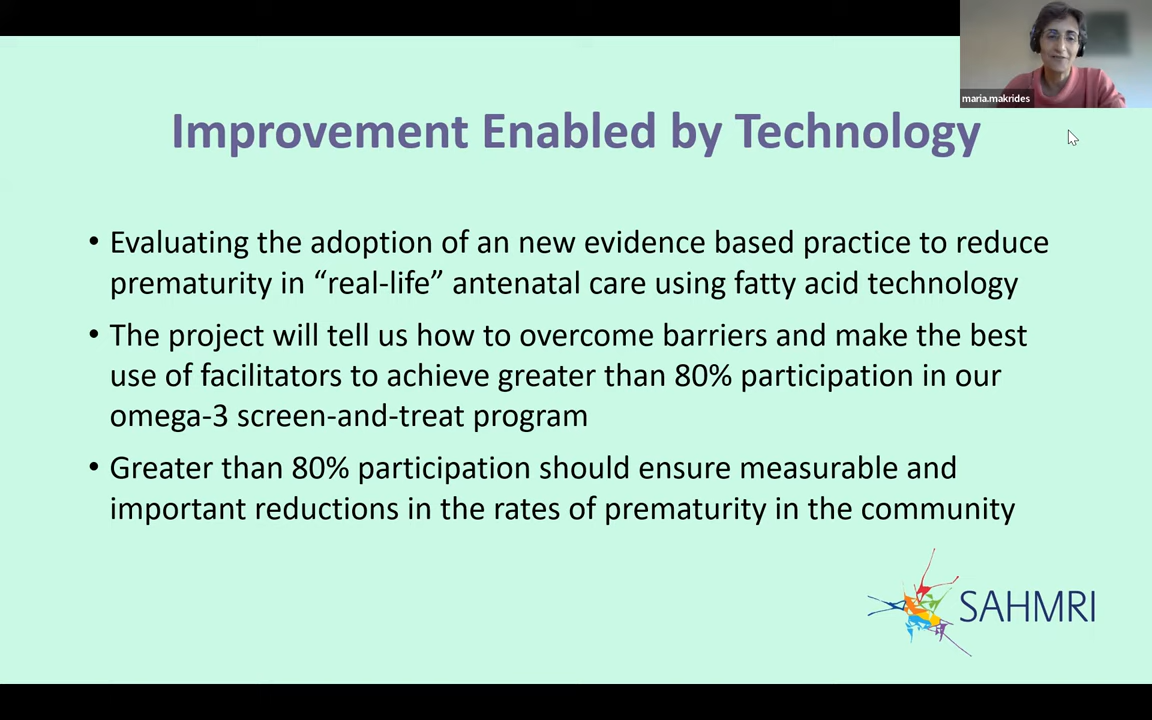 maria.makrides
Improvement Enabled by Technology
• Evaluating the adoption of an new evidence based practice to reduce
prematurity in “real-life” antenatal care using fatty acid technology
• The project will tell us how to overcome barriers and make the best
use of facilitators to achieve greater than 80% participation in our
omega-3 screen-and-treat program
• Greater than 80% participation should ensure measurable and
important reductions in the rates of prematurity in the community
SAHMRI